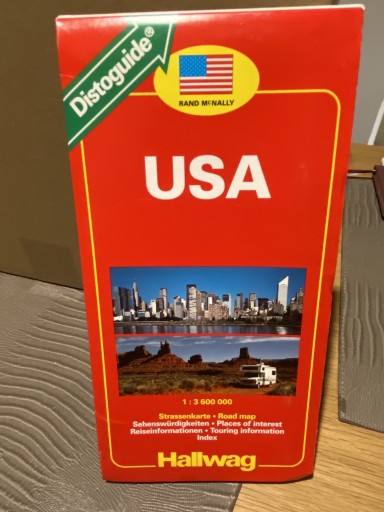 Distoguide®
RAND McNALLY
USA
1 : 3 600 000
Strassenkarte • Road map
Sehenswürdigkeiten • Places of interest
Reiseinformationen • Touring information
Index
Hallwag